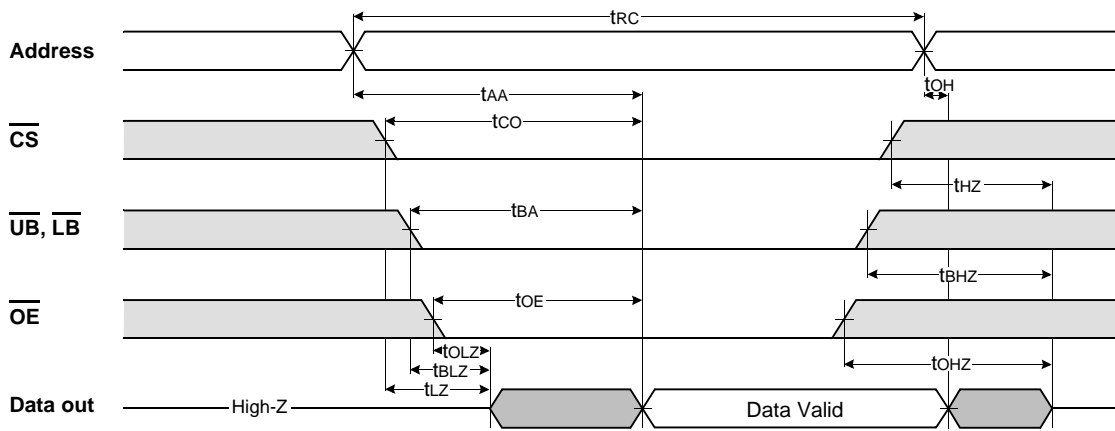 tRC
Address
tAA
tOH
tCO
CS
tHZ
tBA
UB, LB
tBHZ
tOE
OE
tOLZ
tOHZ
tBLZ
tLZ
Data out
High-Z
Data Valid